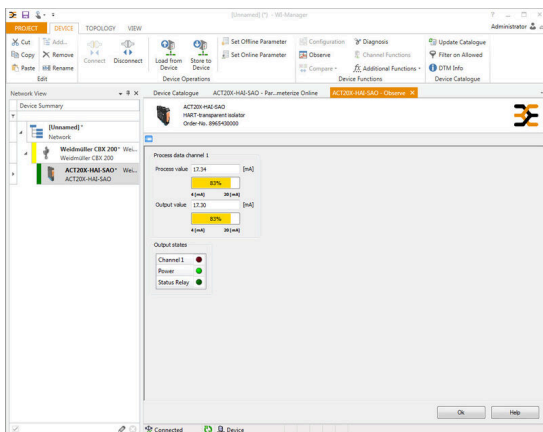 [Unnamed] (*) - WI-Manager
PROJECT DEVICE TOPOLOGY VIEW Administrator
Cut Add...
Copy Remove
Paste Rename
Edit
Connect Disconnect
Load from Device Store to Device
Set Offline Parameter
Set Online Parameter
Device Operations
Configuration Diagnosis
Observe Channel Functions
Compare Additional Functions
Device Functions
Update Catalogue
Filter on Allowed
DTM Info
Device Catalogue
Network View
Device Summary
[Unnamed]*
Network
Weidmüller CBX 200* Wei...
Weidmüller CBX 200
ACT20X-HAI-SAO* Wei...
ACT20X-HAI-SAO
Device Catalogue ACT20X-HAI-SAO - Par...meterize Online ACT20X-HAI-SAO - Observe
ACT20X-HAI-SAO
HART-transparent isolator
Order-No. 8965430000
Process data channel 1
Process value 17.34 [mA]
83%
4 [mA] 20 [mA]
Output value 17.30 [mA]
83%
4 [mA] 20 [mA]
Output states
Channel 1
Power
Status Relay
Ok Help
Connected Device